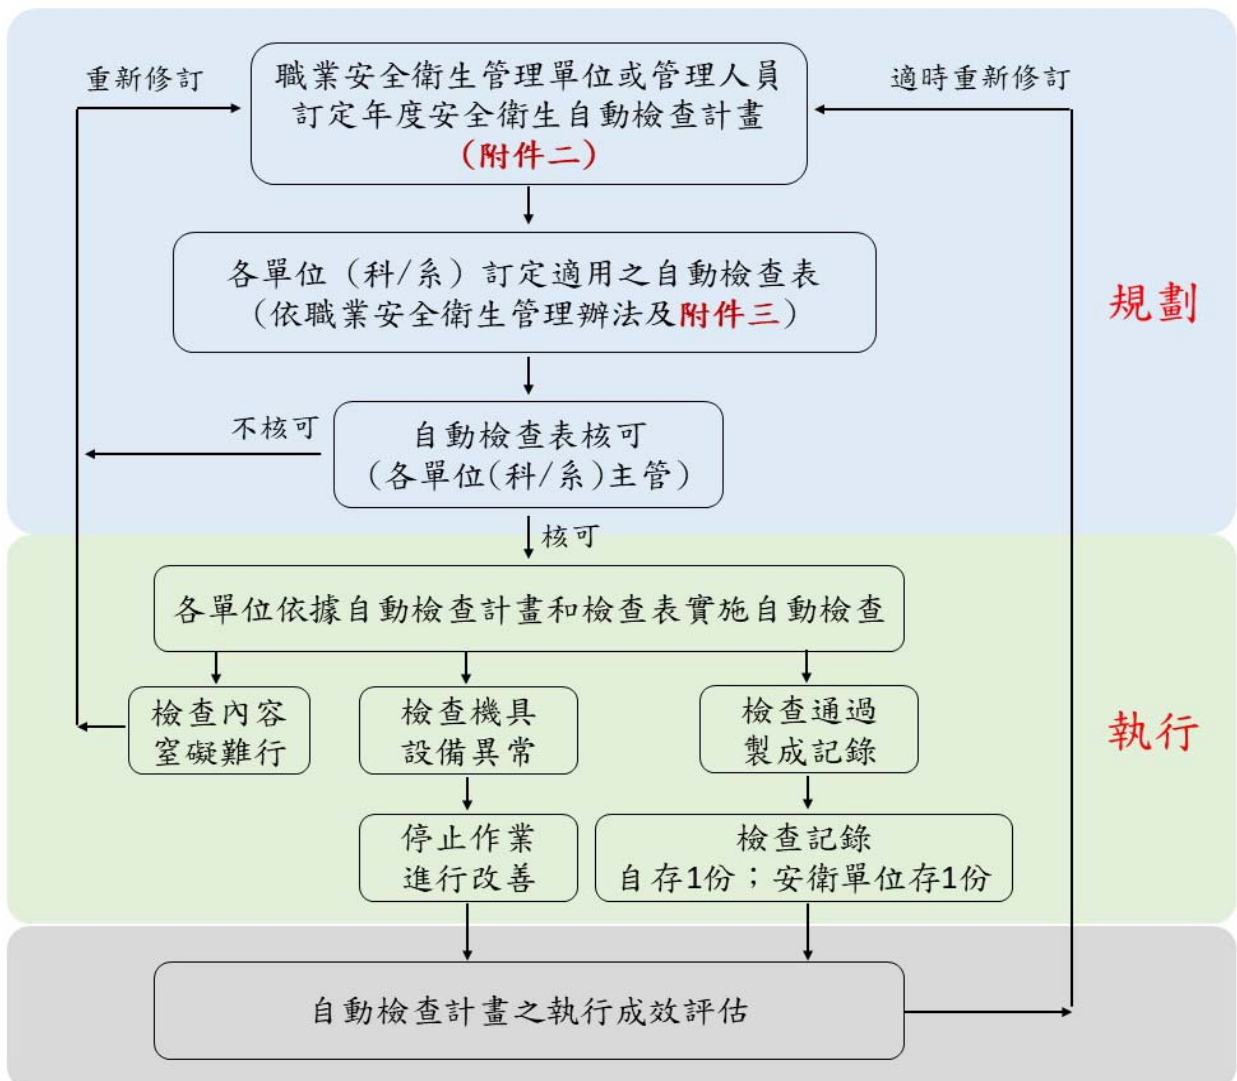 重新修訂
職業安全衛生管理單位或管理人員
訂定年度安全衛生自動檢查計畫
(附件二)
適時重新修訂
各單位（科/系）訂定適用之自動檢查表
（依職業安全衛生管理辦法及附件三）
規劃
不核可
自動檢查表核可
（各單位(科/系)主管）
核可
各單位依據自動檢查計畫和檢查表實施自動檢查
檢查內容
窒礙難行
檢查機具
設備異常
檢查通過
製成記錄
執行
停止作業
進行改善
檢查記錄
自存1份；安衛單位存1份
自動檢查計畫之執行成效評估